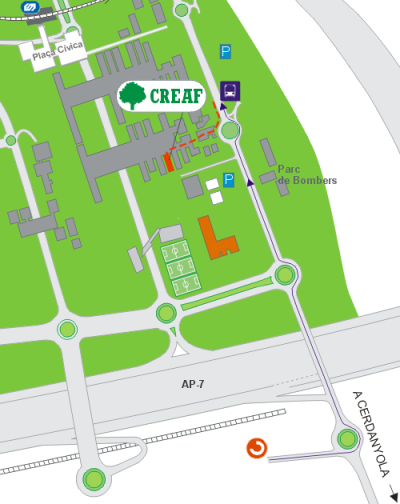 Plaça Cívica
P
CREAF
Parc
de Bombers
P
AP-7
A CERDANYOLA